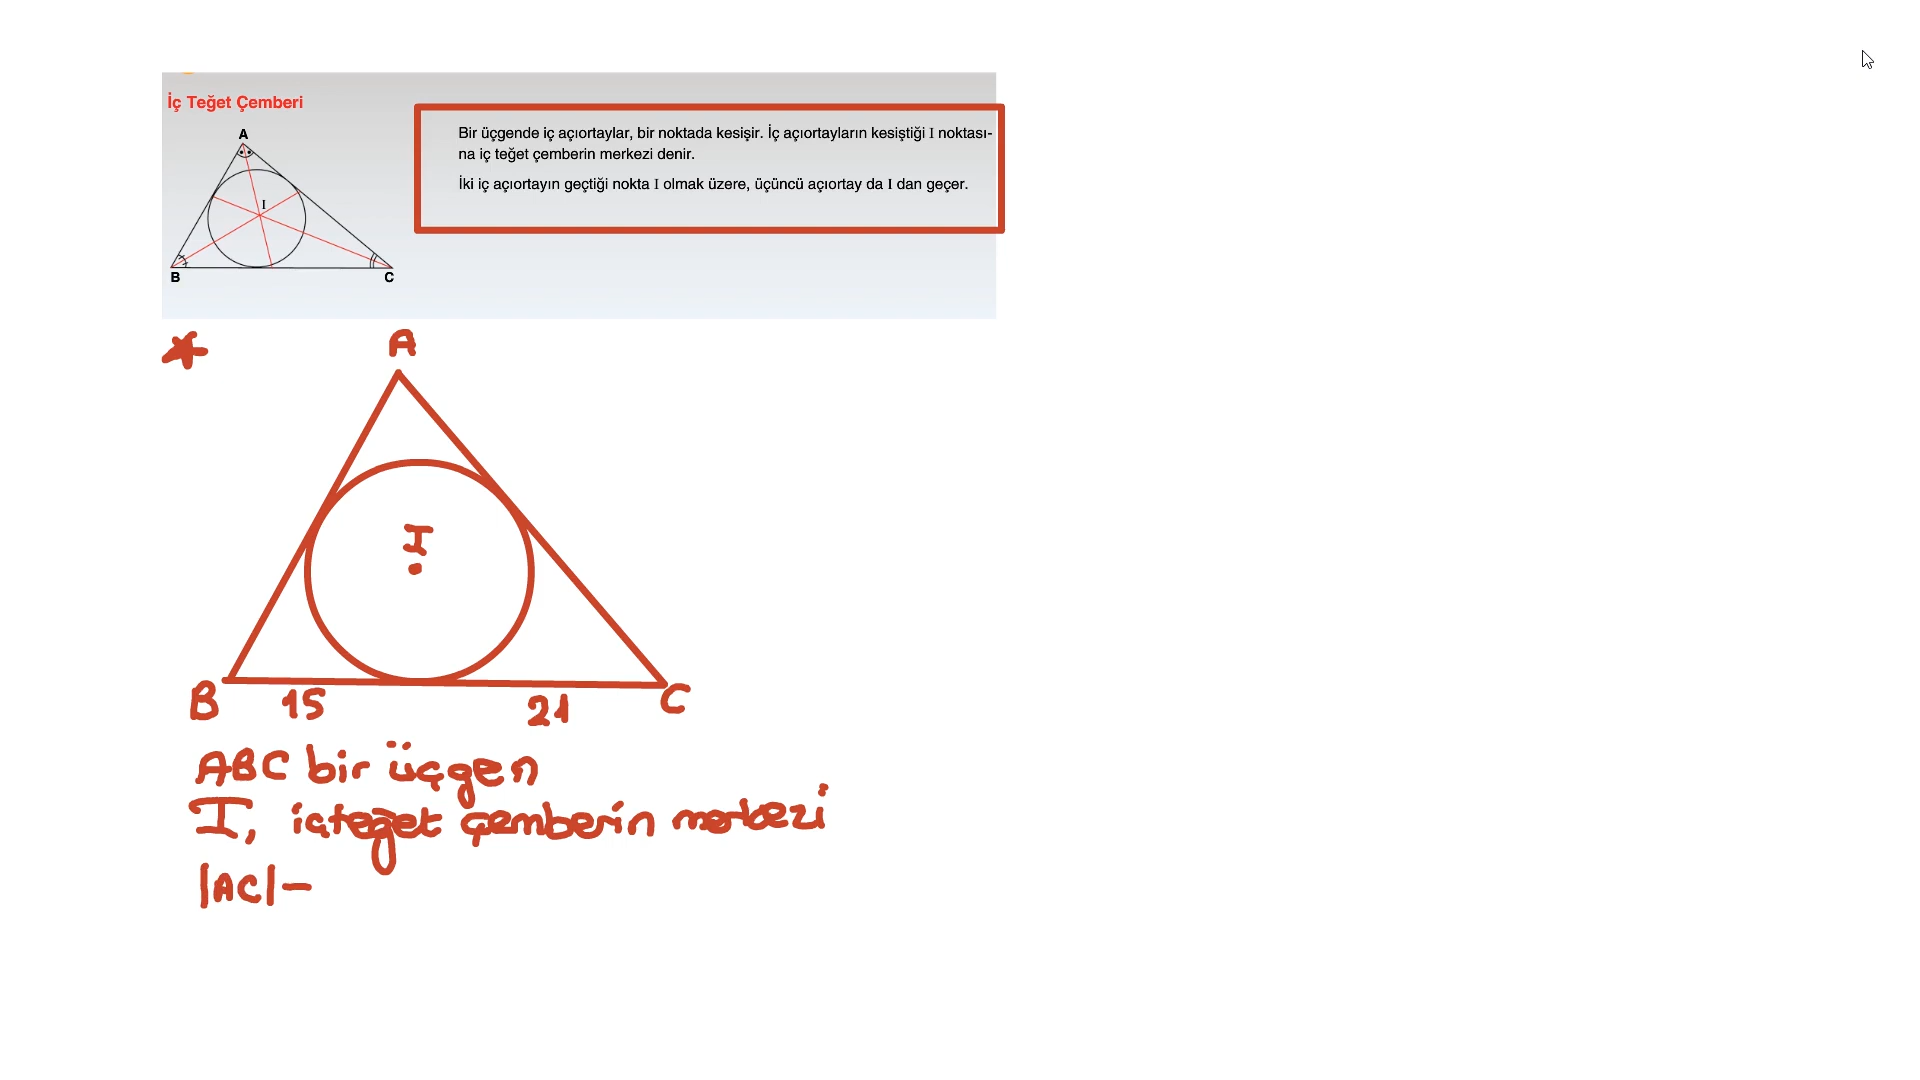 İç Teğet Çemberi
A
I
B
C
Bir üçgende iç açıortaylar, bir noktada kesişir. İç açıortayların kesiştiği I noktası-
na iç teğet çemberin merkezi denir.
İki iç açıortayın geçtiği nokta I olmak üzere, üçüncü açıortay da I dan geçer.
A
I
B 15 21 C
ABC bir üçgen
I, içteğet çemberin merkezi
|AC|-